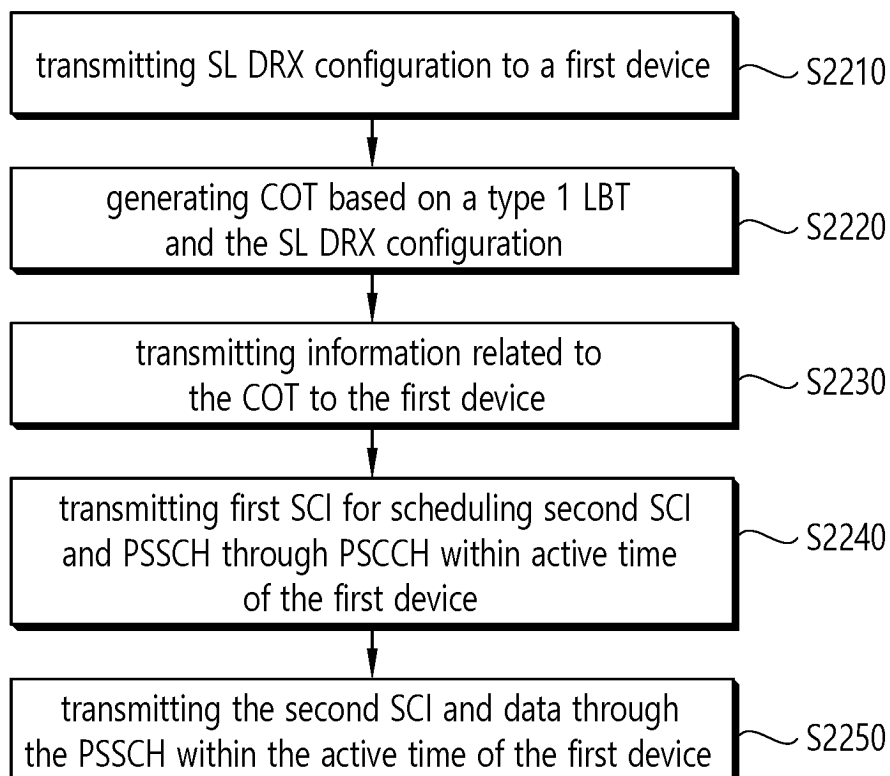 transmitting SL DRX configuration to a first device
S2210
generating COT based on a type 1 LBT
and the SL DRX configuration
S2220
transmitting information related to
the COT to the first device
S2230
transmitting first SCI for scheduling second SCI
and PSSCH through PSCCH within active time
of the first device
S2240
transmitting the second SCI and data through
the PSSCH within the active time of the first device
S2250